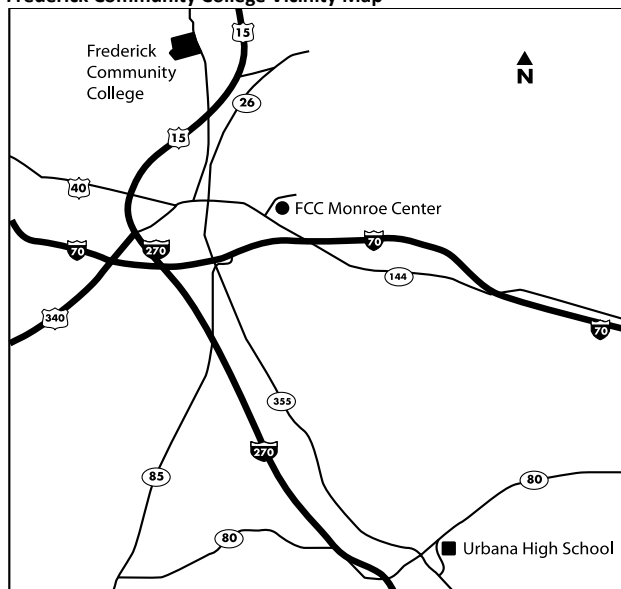 Frederick Community College Vicinity Map
15
Frederick
Community
College
N
26
15
40
FCC Monroe Center
70
270
70
144
340
70
355
270
85
80
80
Urbana High School